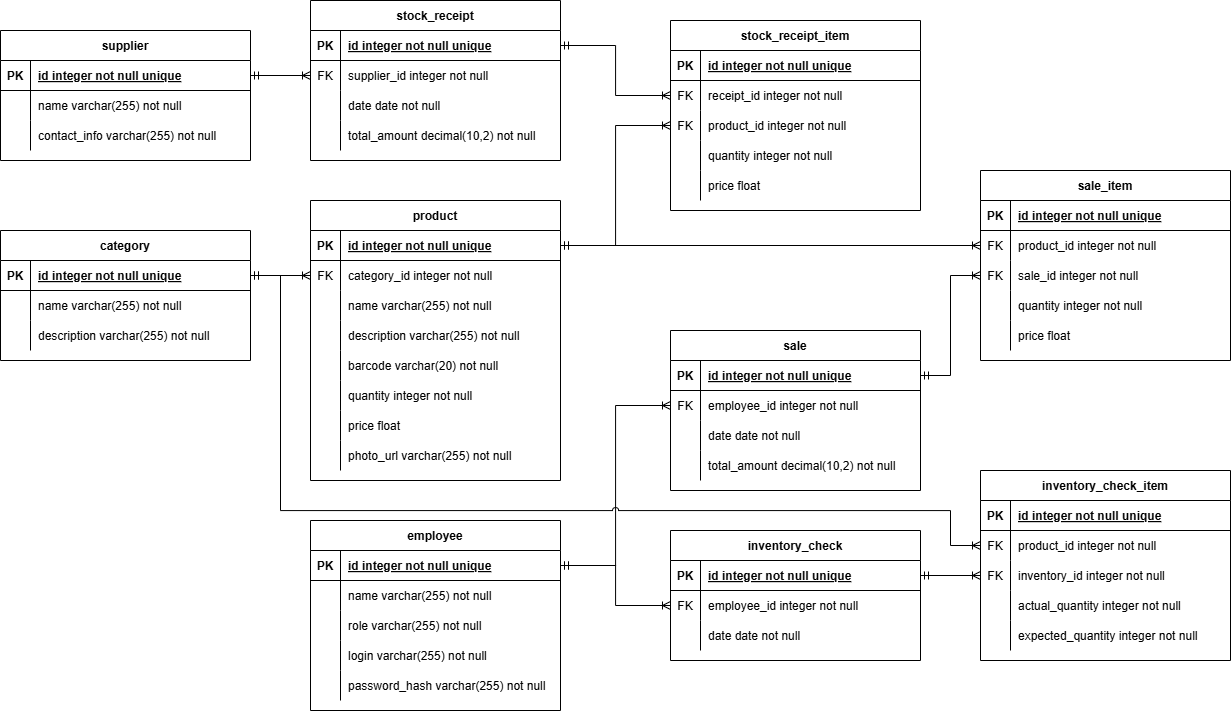 supplier
PK id integer not null unique
name varchar(255) not null
contact_info varchar(255) not null
stock_receipt
PK id integer not null unique
FK supplier_id integer not null
date date not null
total_amount decimal(10,2) not null
stock_receipt_item
PK id integer not null unique
FK receipt_id integer not null
FK product_id integer not null
quantity integer not null
price float
category
PK id integer not null unique
name varchar(255) not null
description varchar(255) not null
product
PK id integer not null unique
FK category_id integer not null
name varchar(255) not null
description varchar(255) not null
barcode varchar(20) not null
quantity integer not null
price float
photo_url varchar(255) not null
sale_item
PK id integer not null unique
FK product_id integer not null
FK sale_id integer not null
quantity integer not null
price float
sale
PK id integer not null unique
FK employee_id integer not null
date date not null
total_amount decimal(10,2) not null
employee
PK id integer not null unique
name varchar(255) not null
role varchar(255) not null
login varchar(255) not null
password_hash varchar(255) not null
inventory_check
PK id integer not null unique
FK employee_id integer not null
date date not null
inventory_check_item
PK id integer not null unique
FK product_id integer not null
FK inventory_id integer not null
actual_quantity integer not null
expected_quantity integer not null